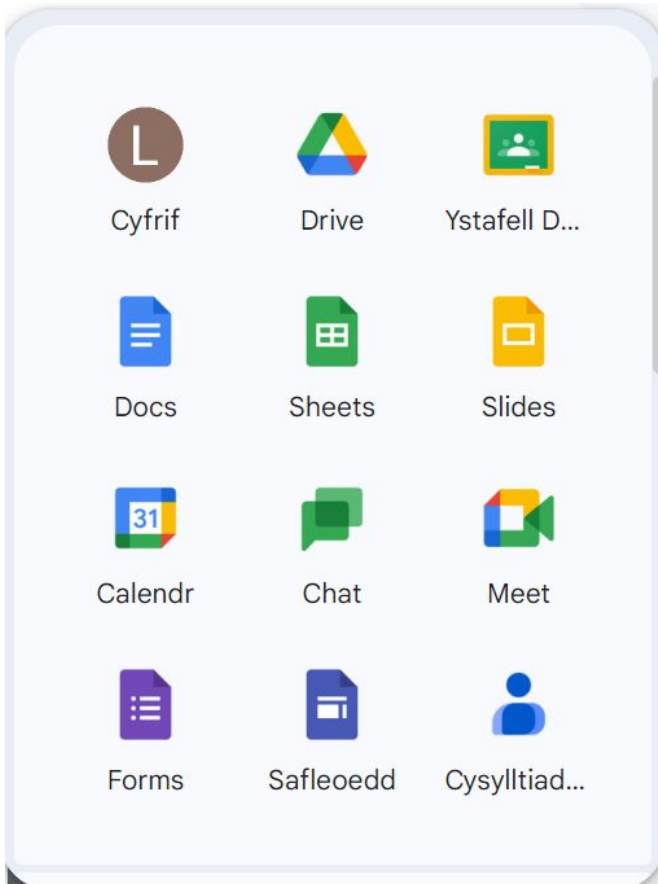 L
Cyfrif Drive Ystafell D...
Docs Sheets Slides
31
Calendr Chat Meet
Forms Safleoedd Cysylltiad...